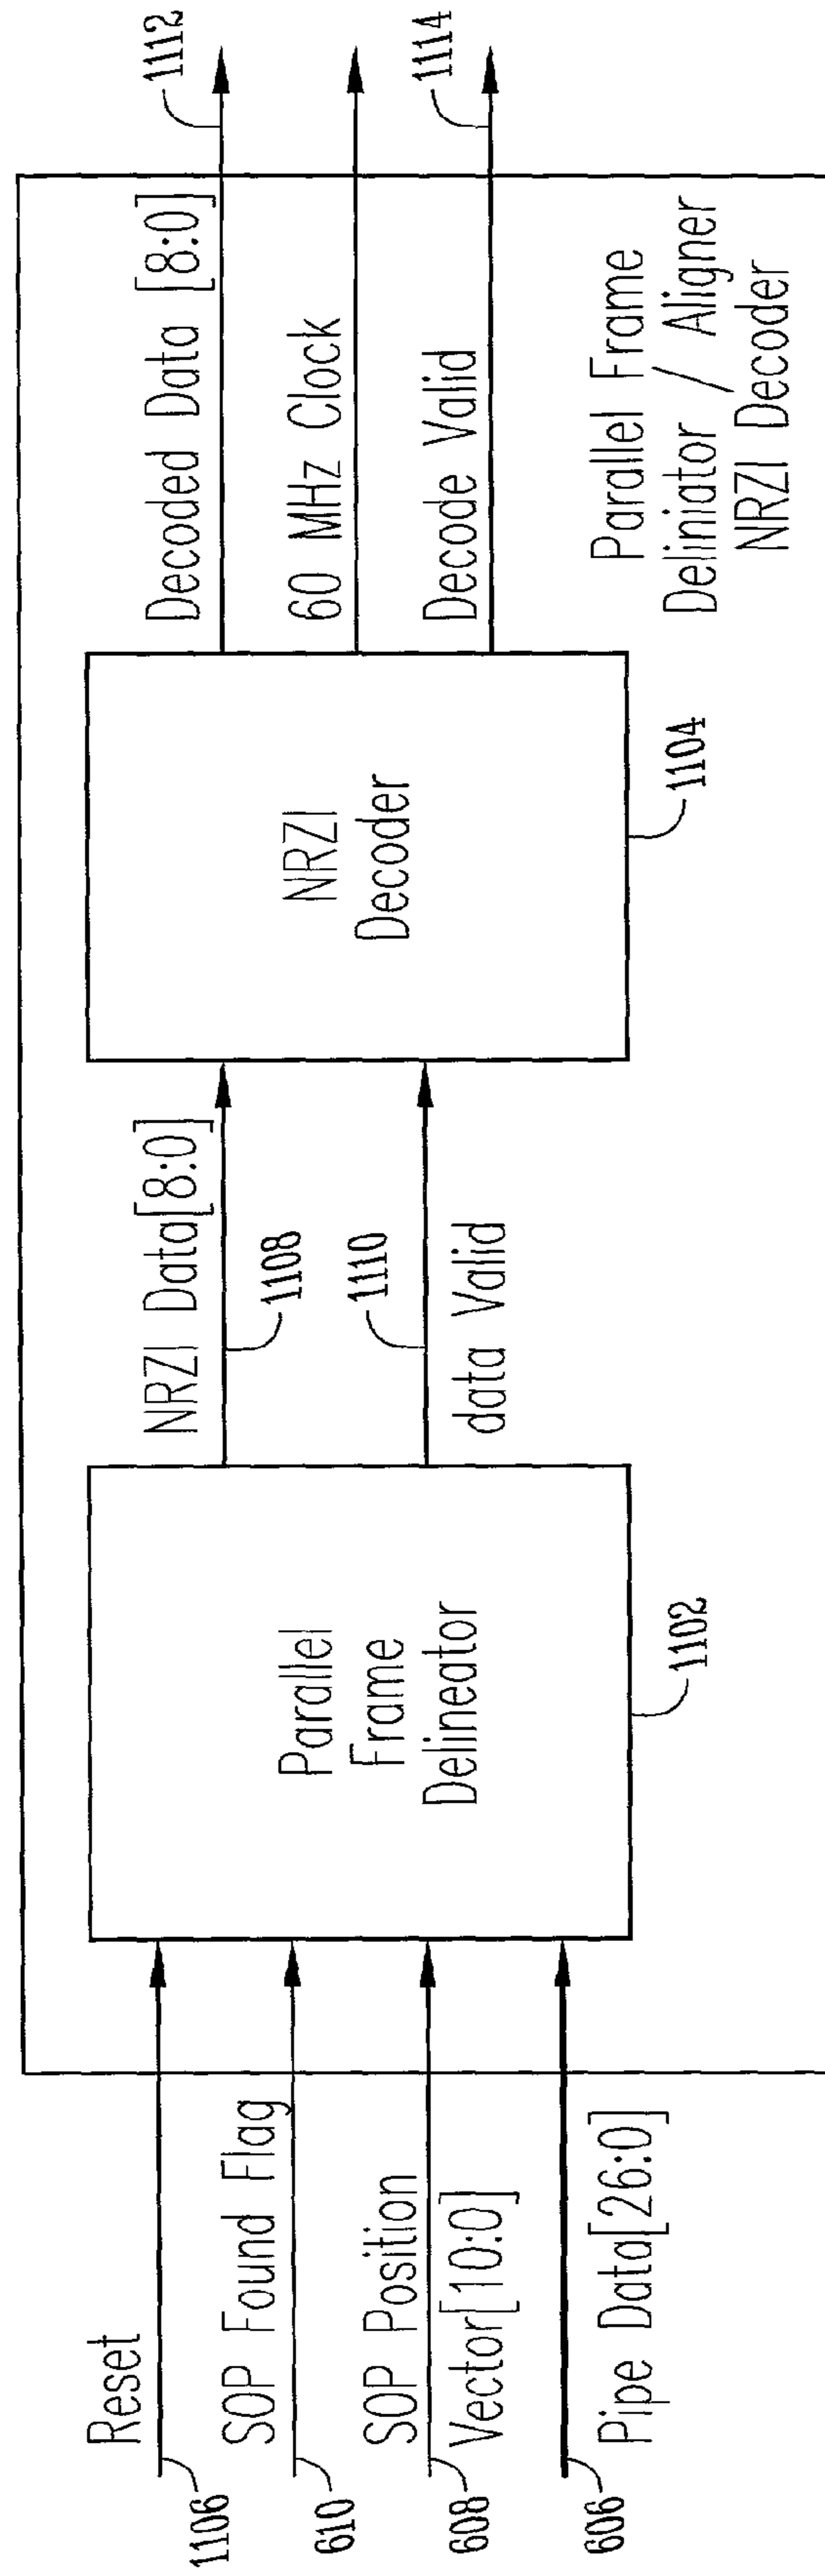 Reset
1106
SOP Found Flag
610
SOP Position
Vector[10:0]
608
Pipe Data[26:0]
606
Parallel
Frame
Delineator
1102
NRZI Data[8:0]
1108
1110
data Valid
NRZI
Decoder
1104
Decoded Data [8:0]
1112
60 MHz Clock
Decode Valid
1114
Parallel Frame
Deliniator / Aligner
NRZI Decoder